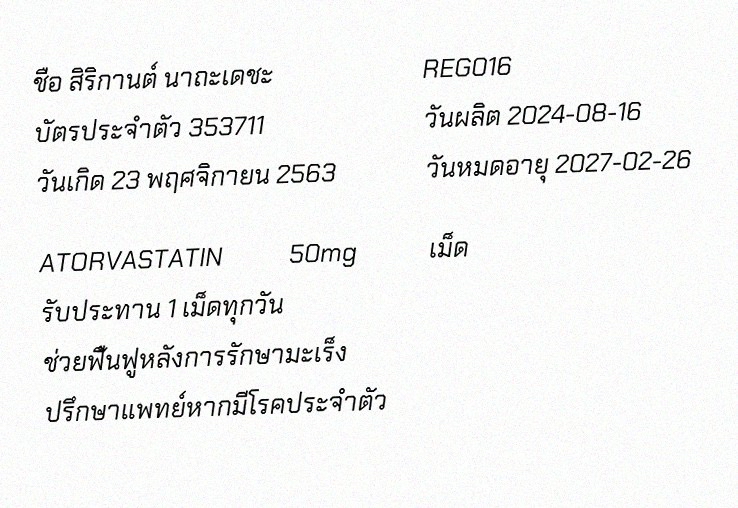 ชื่อ สิริกานต์ นาถะเดชะ
REG016
บัตรประจำตัว 353711
วันผลิต 2024-08-16
วันเกิด 23 พฤศจิกายน 2563
วันหมดอายุ 2027-02-26
ATORVASTATIN 50mg เม็ด
รับประทาน 1 เม็ดทุกวัน
ช่วยฟื้นฟูหลังการรักษามะเร็ง
ปรึกษาแพทย์หากมีโรคประจำตัว